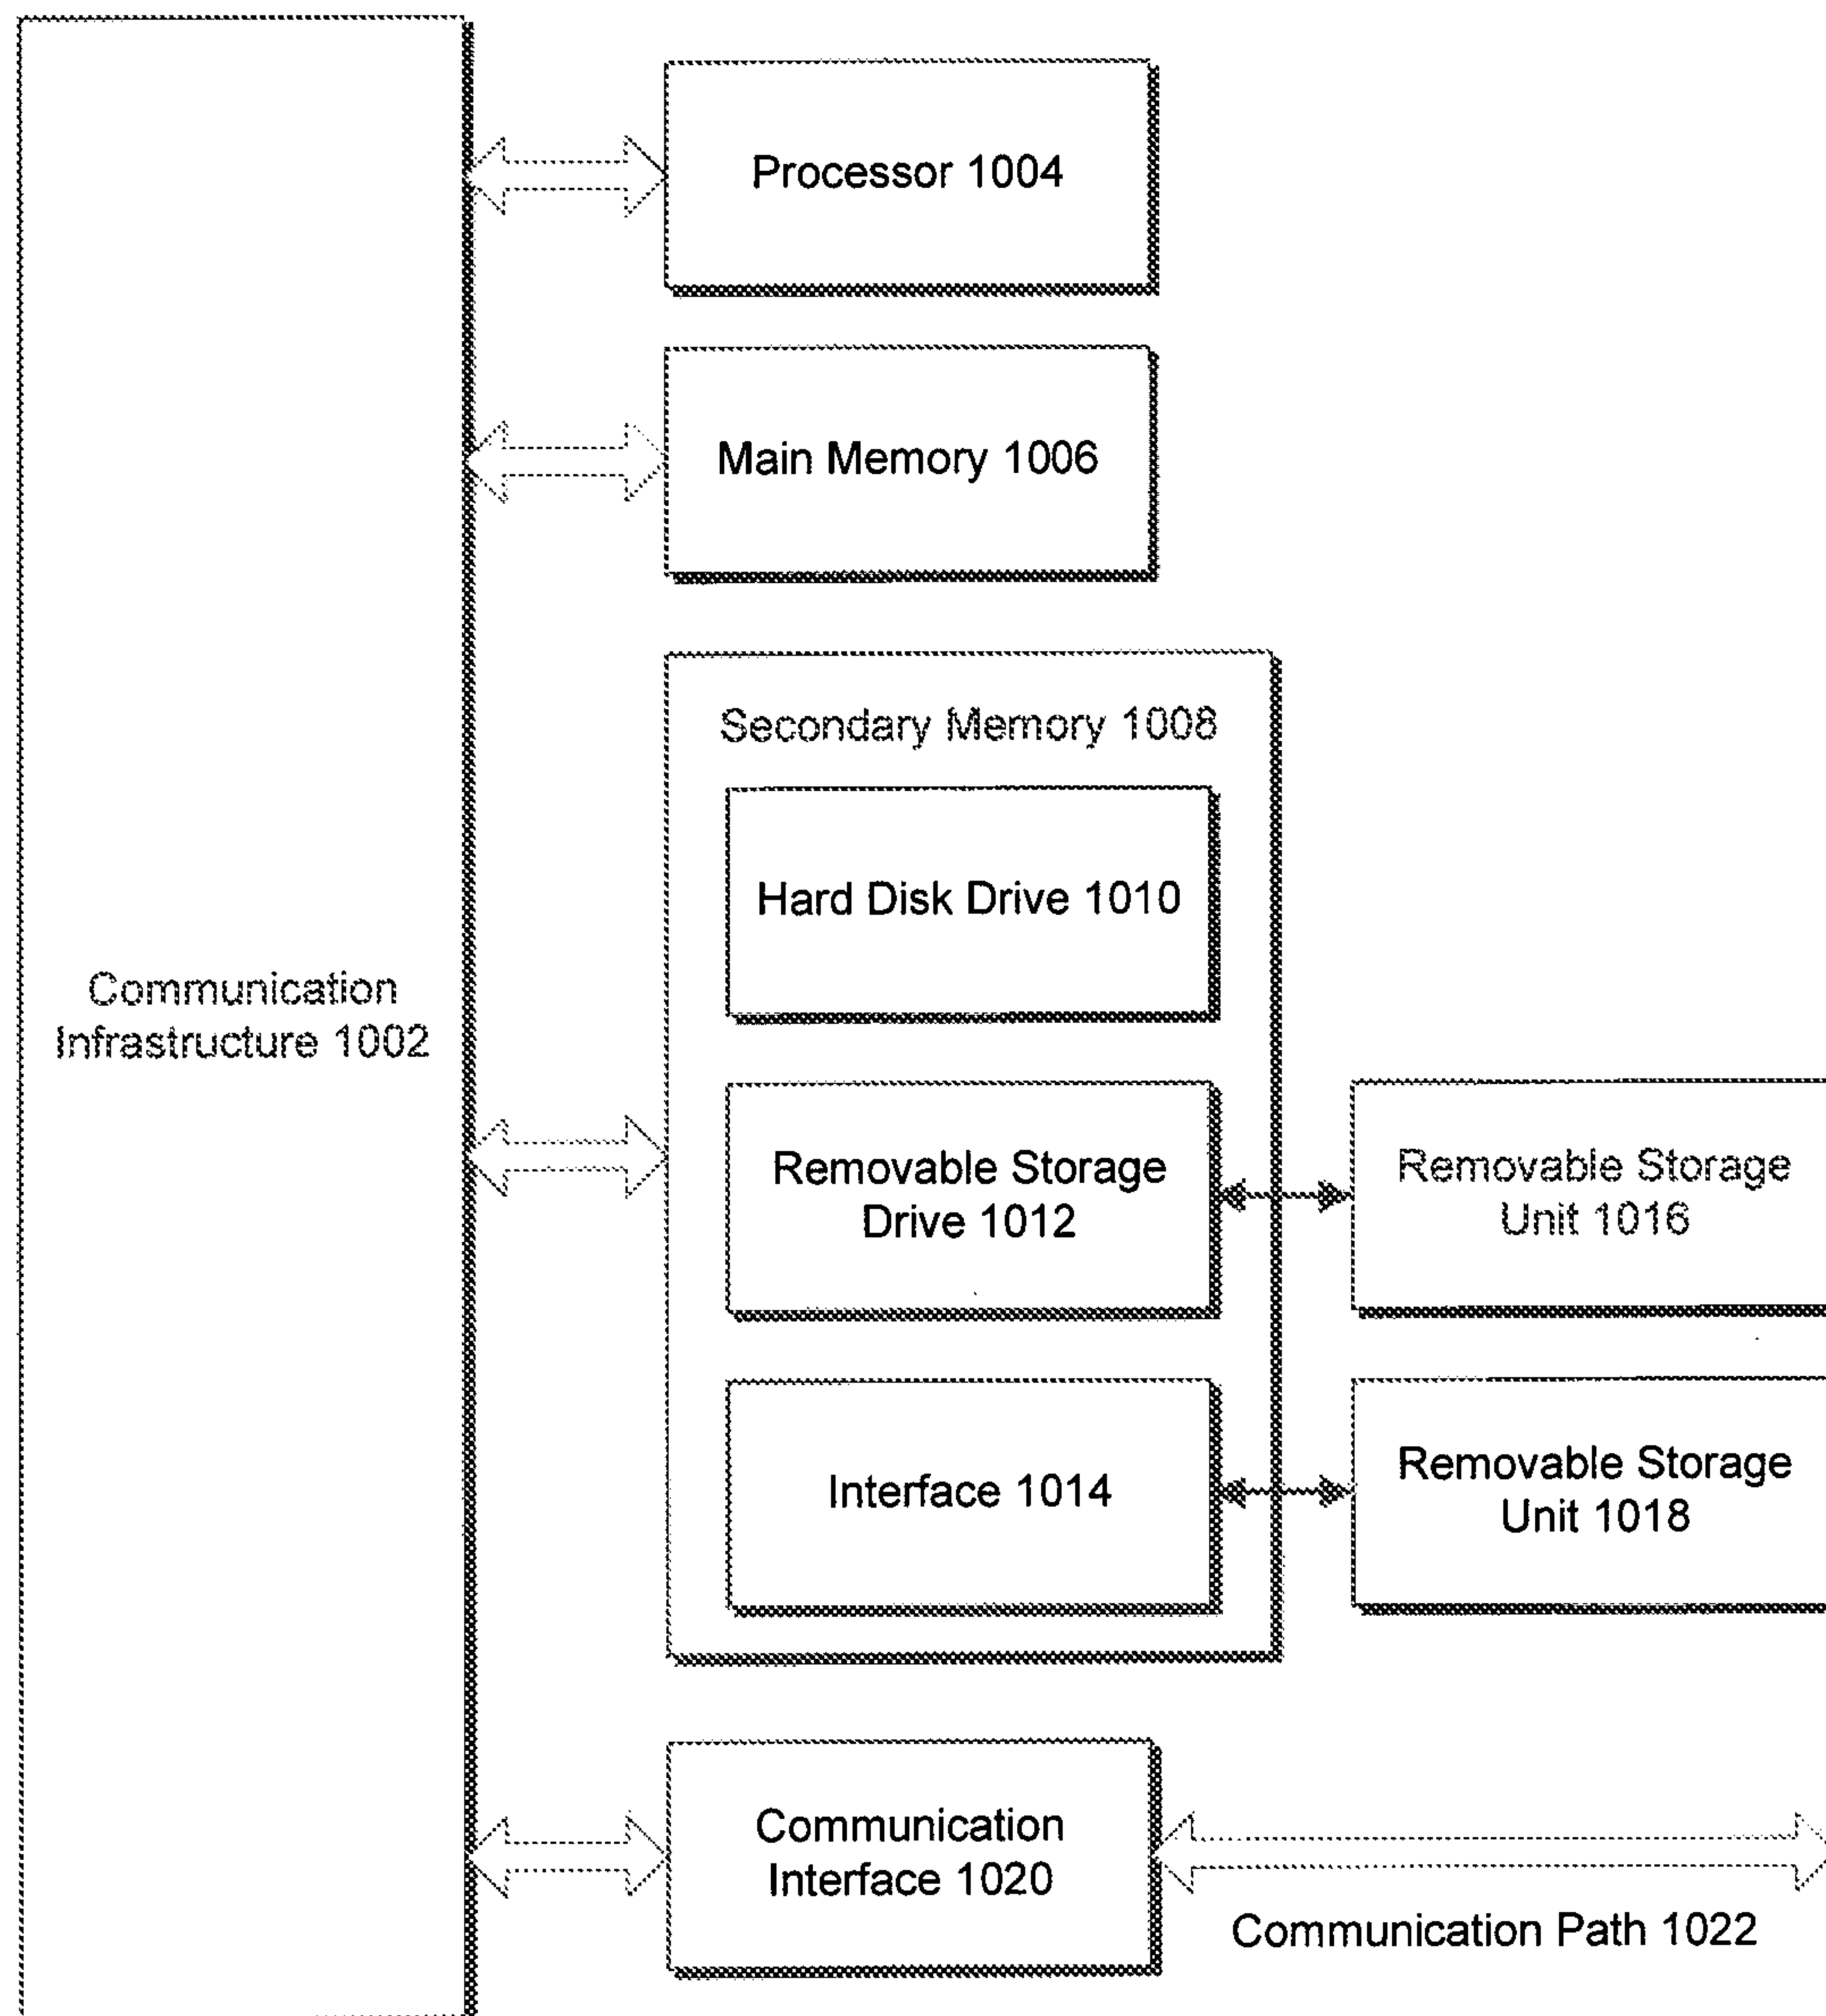 Processor 1004
Main Memory 1006
Secondary Memory 1008
Hard Disk Drive 1010
Communication
Infrastructure 1002
Removable Storage
Drive 1012
Removable Storage
Unit 1016
Interface 1014
Removable Storage
Unit 1018
Communication
Interface 1020
Communication Path 1022